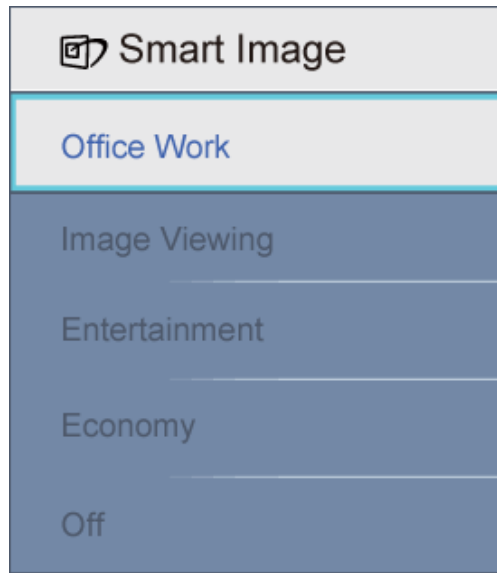 Smart Image
Office Work
Image Viewing
Entertainment
Economy
Off